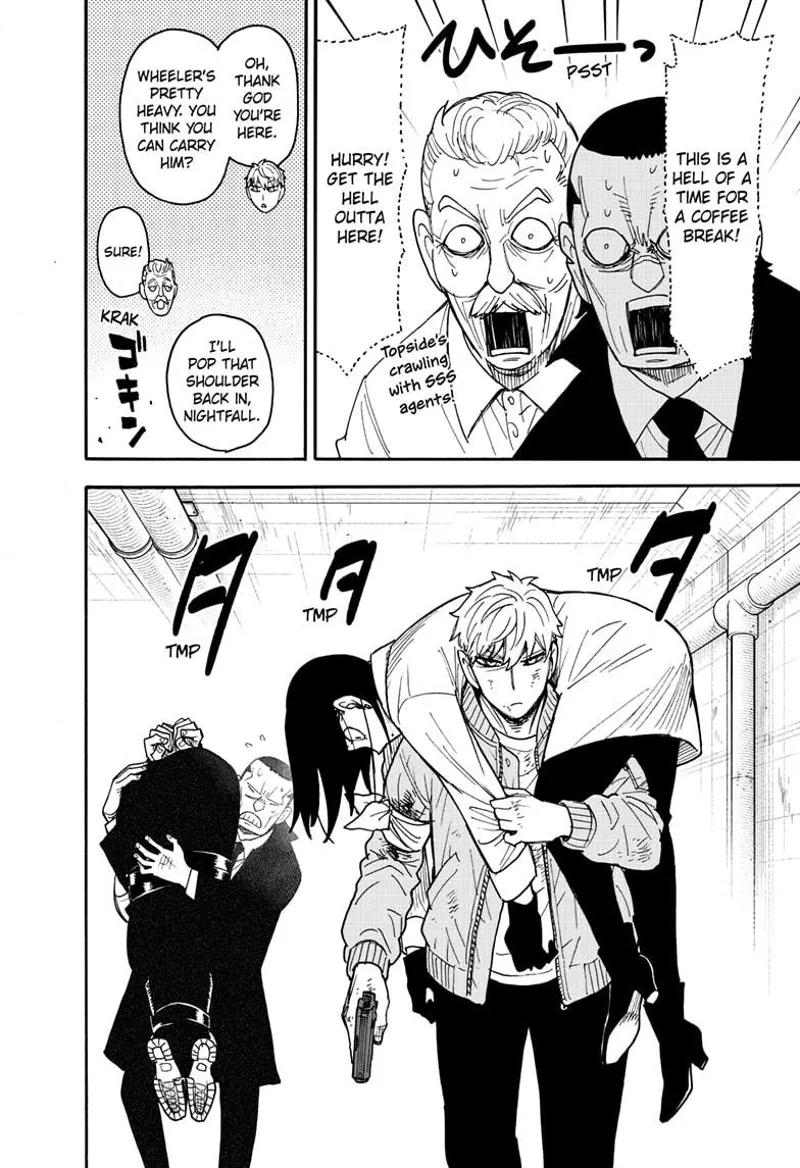 THIS IS A
HELL OF A
TIME FOR
A COFFEE
BREAK!
ひそーっ
PSST
HURRY!
GET THE
HELL
OUTTA
HERE!
Topside's
crawling
with SSS
agents!
OH,
THANK
GOD
YOU'RE
HERE.
WHEELER'S
PRETTY
HEAVY. YOU
THINK YOU
CAN CARRY
HIM?
SURE!
KRAK
ゴキン
I'LL
POP THAT
SHOULDER
BACK IN,
NIGHTFALL.
タ
TMP
タ
TMP
タ
TMP